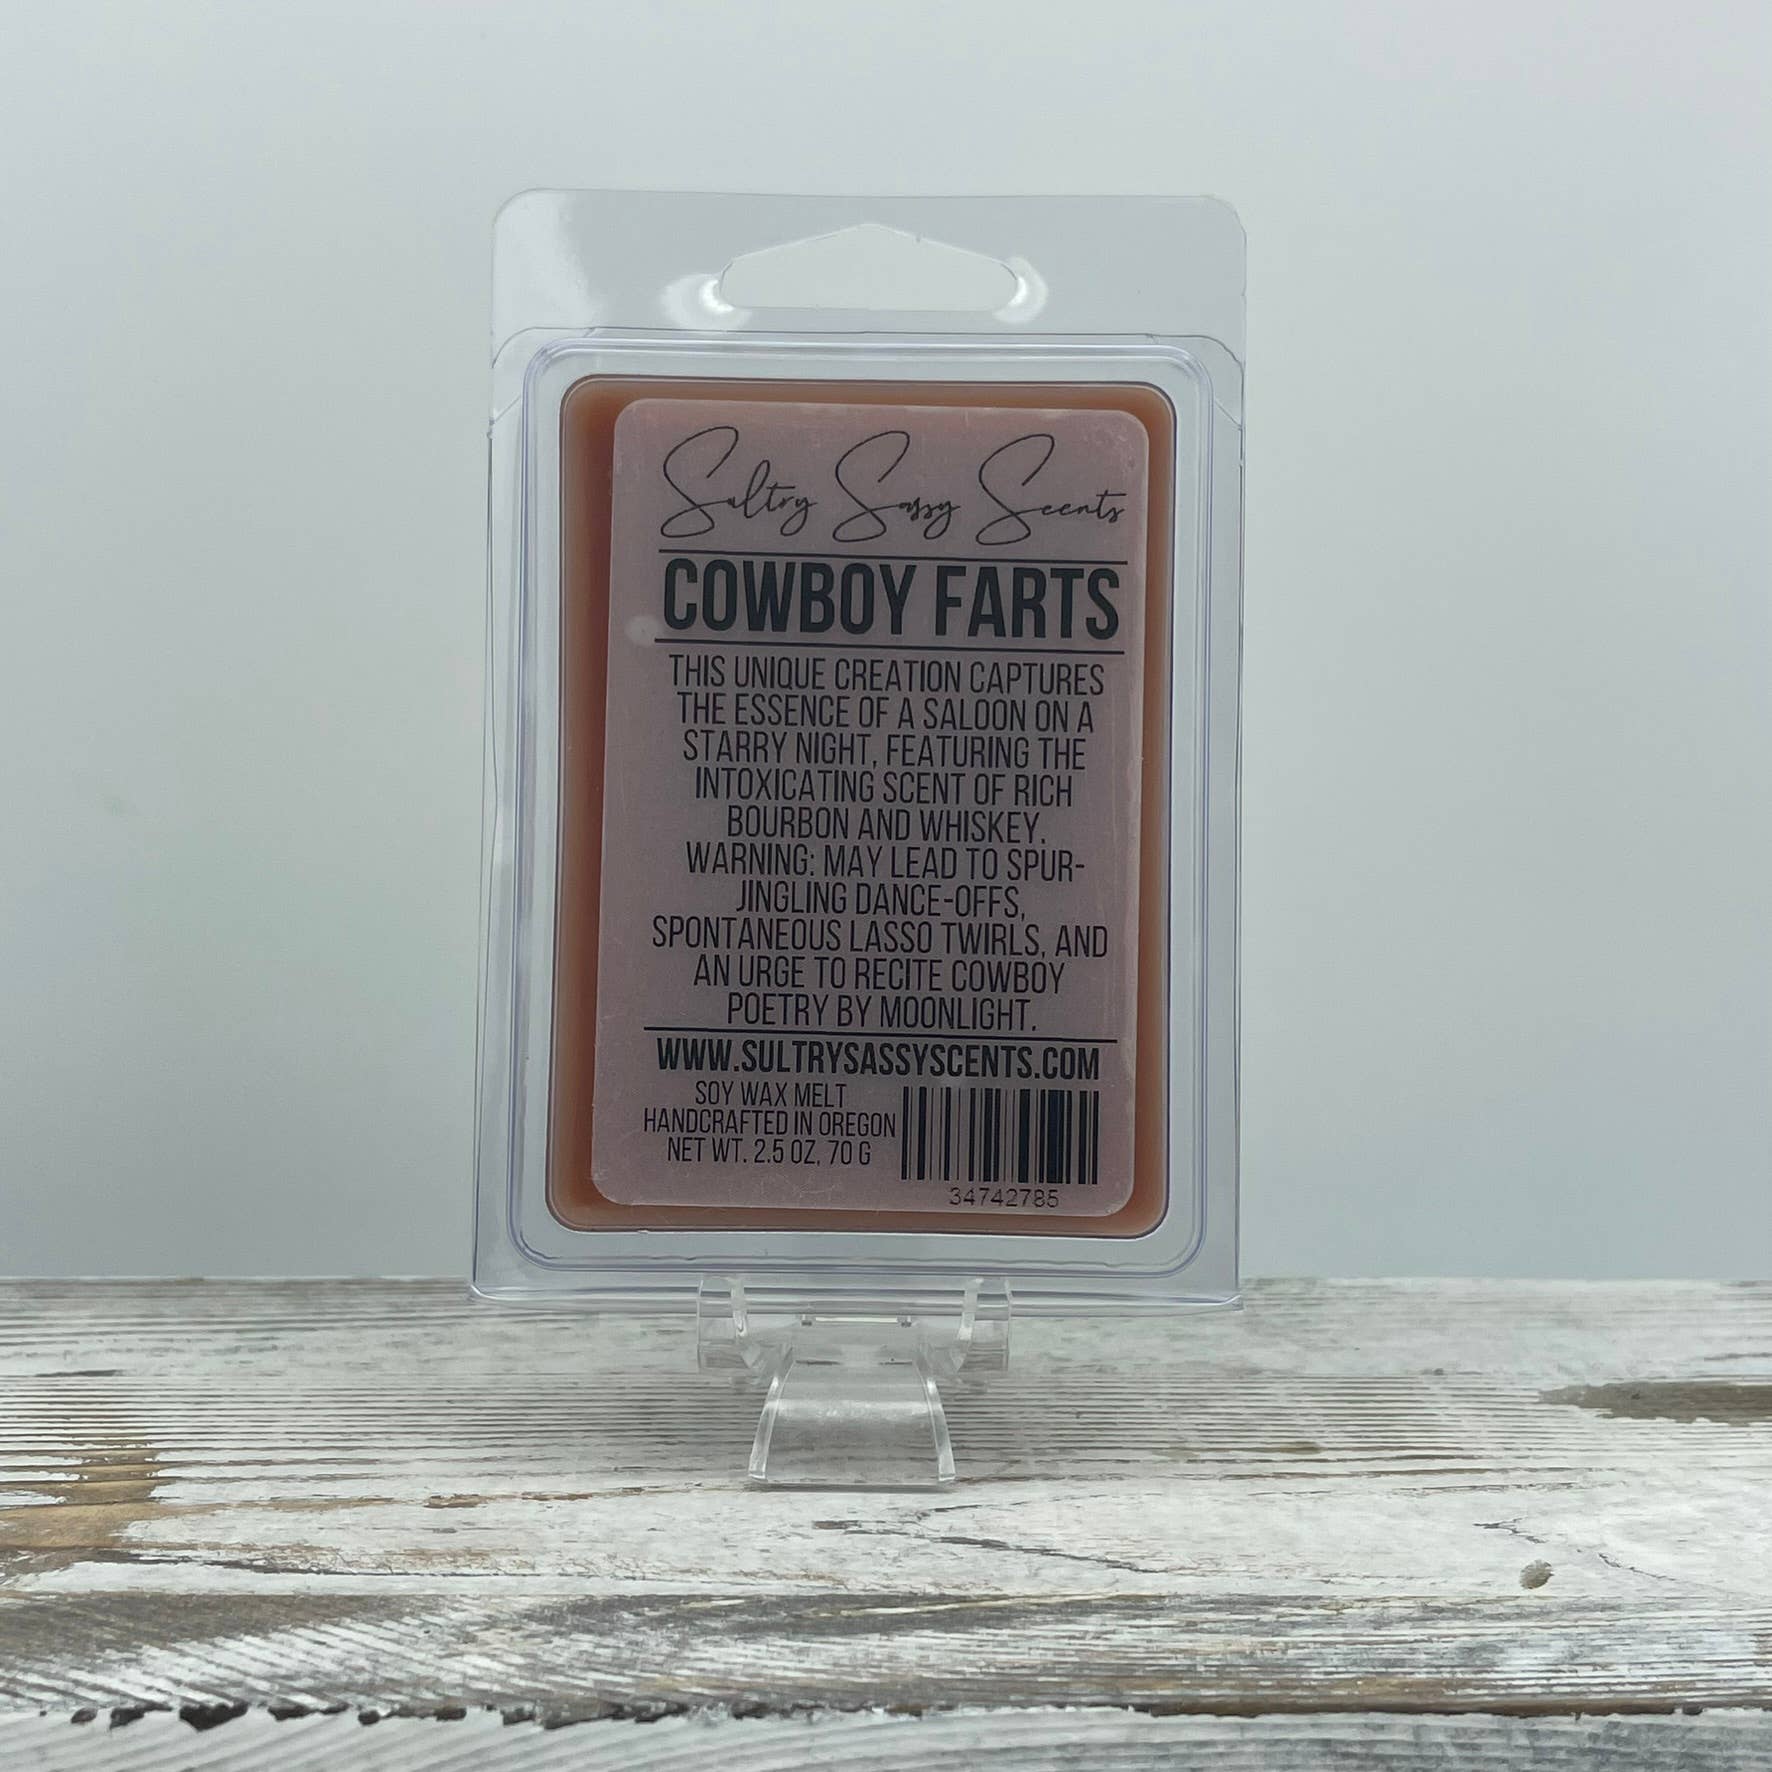 Sultry Sassy Scents
COWBOY FARTS
THIS UNIQUE CREATION CAPTURES
THE ESSENCE OF A SALOON ON A
STARRY NIGHT, FEATURING THE
INTOXICATING SCENT OF RICH
BOURBON AND WHISKEY.
WARNING: MAY LEAD TO SPUR-
JINGLING DANCE-OFFS,
SPONTANEOUS LASSO TWIRLS, AND
AN URGE TO RECITE COWBOY
POETRY BY MOONLIGHT.
WWW.SULTRYSASSYSCENTS.COM
SOY WAX MELT
HANDCRAFTED IN OREGON
NET WT. 2.5 OZ, 70 G
34742785